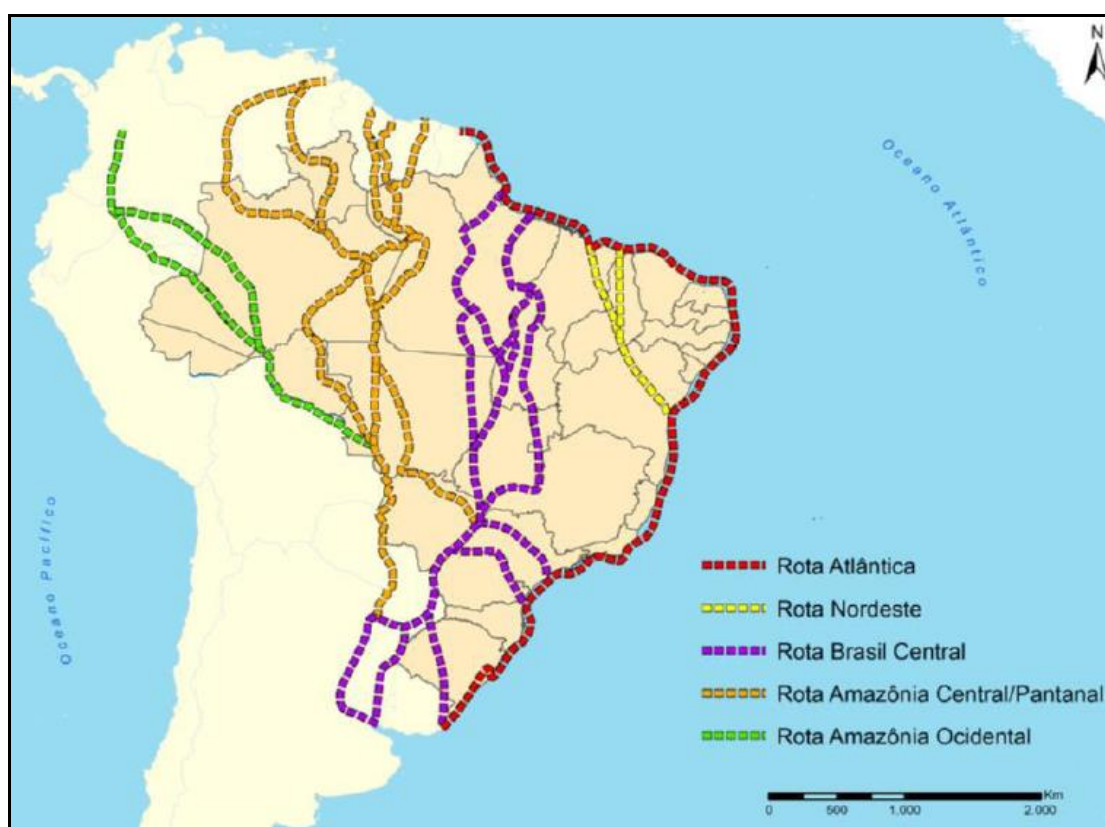 N
Oceano Atlântico
Oceano Pacífico
Rota Atlântica
Rota Nordeste
Rota Brasil Central
Rota Amazônia Central/Pantanal
Rota Amazônia Ocidental
Km
0 500 1.000 2.000